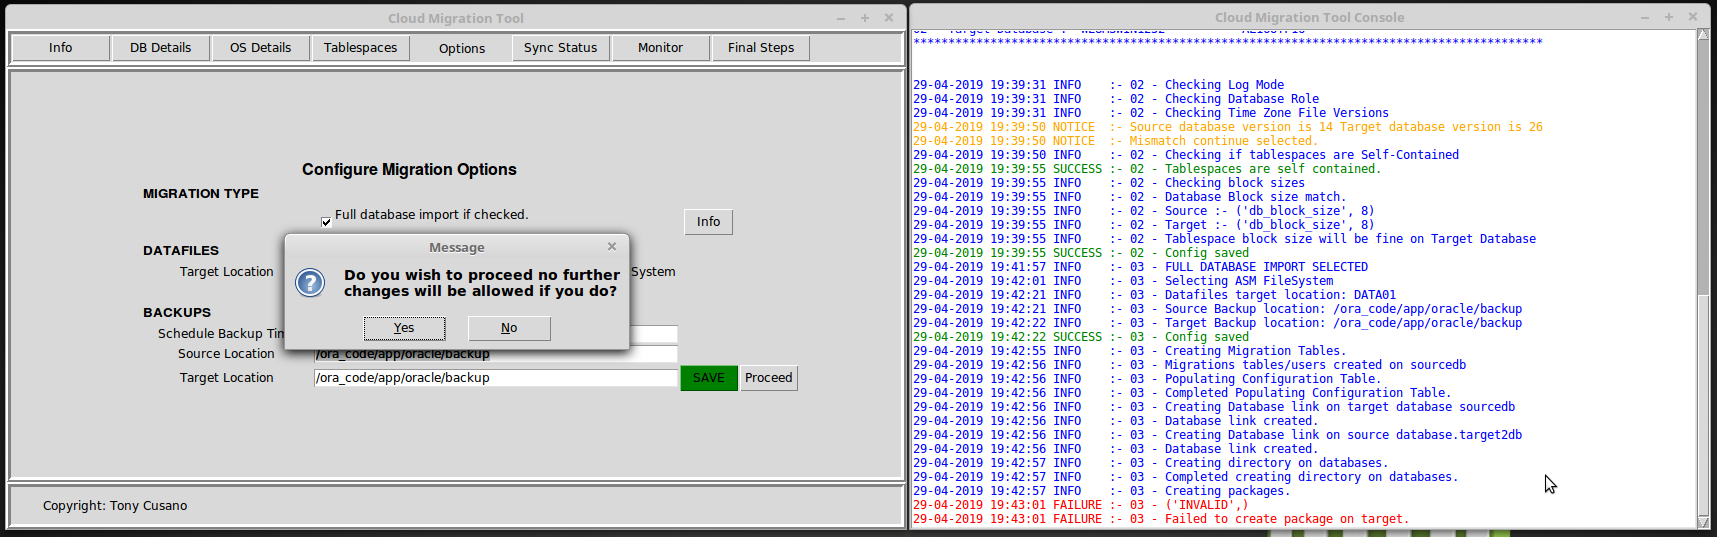 Cloud Migration Tool
Info DB Details OS Details Tablespaces Options Sync Status Monitor Final Steps
Configure Migration Options
MIGRATION TYPE
Full database import if checked.
Info
DATAFILES
Target Location
System
BACKUPS
Schedule Backup Tim
Source Location /ora_code/app/oracle/backup
Target Location /ora_code/app/oracle/backup SAVE Proceed
Message
Do you wish to proceed no further
changes will be allowed if you do?
Yes No
Copyright: Tony Cusano
Cloud Migration Tool Console
******************************************************************************************
29-04-2019 19:39:31 INFO    :- 02 - Checking Log Mode
29-04-2019 19:39:31 INFO    :- 02 - Checking Database Role
29-04-2019 19:39:31 INFO    :- 02 - Checking Time Zone File Versions
29-04-2019 19:39:50 NOTICE  :- Source database version is 14 Target database version is 26
29-04-2019 19:39:50 NOTICE  :- Mismatch continue selected.
29-04-2019 19:39:50 INFO    :- 02 - Checking if tablespaces are Self-Contained
29-04-2019 19:39:55 SUCCESS :- 02 - Tablespaces are self contained.
29-04-2019 19:39:55 INFO    :- 02 - Checking block sizes
29-04-2019 19:39:55 INFO    :- 02 - Database Block size match.
29-04-2019 19:39:55 INFO    :- 02 - Source :- ('db_block_size', 8)
29-04-2019 19:39:55 INFO    :- 02 - Target :- ('db_block_size', 8)
29-04-2019 19:39:55 INFO    :- 02 - Tablespace block size will be fine on Target Database
29-04-2019 19:39:55 SUCCESS :- 02 - Config saved
29-04-2019 19:41:57 INFO    :- 03 - FULL DATABASE IMPORT SELECTED
29-04-2019 19:42:01 INFO    :- 03 - Selecting ASM FileSystem
29-04-2019 19:42:21 INFO    :- 03 - Datafiles target location: DATA01
29-04-2019 19:42:21 INFO    :- 03 - Source Backup location: /ora_code/app/oracle/backup
29-04-2019 19:42:22 INFO    :- 03 - Target Backup location: /ora_code/app/oracle/backup
29-04-2019 19:42:22 SUCCESS :- 03 - Config saved
29-04-2019 19:42:55 INFO    :- 03 - Creating Migration Tables.
29-04-2019 19:42:56 INFO    :- 03 - Migrations tables/users created on sourcedb
29-04-2019 19:42:56 INFO    :- 03 - Populating Configuration Table.
29-04-2019 19:42:56 INFO    :- 03 - Completed Populating Configuration Table.
29-04-2019 19:42:56 INFO    :- 03 - Creating Database link on target database sourcedb
29-04-2019 19:42:56 INFO    :- 03 - Database link created.
29-04-2019 19:42:56 INFO    :- 03 - Creating Database link on source database.target2db
29-04-2019 19:42:56 INFO    :- 03 - Database link created.
29-04-2019 19:42:57 INFO    :- 03 - Creating directory on databases.
29-04-2019 19:42:57 INFO    :- 03 - Completed creating directory on databases.
29-04-2019 19:42:57 INFO    :- 03 - Creating packages.
29-04-2019 19:43:01 FAILURE :- 03 - ('INVALID',)
29-04-2019 19:43:01 FAILURE :- 03 - Failed to create package on target.